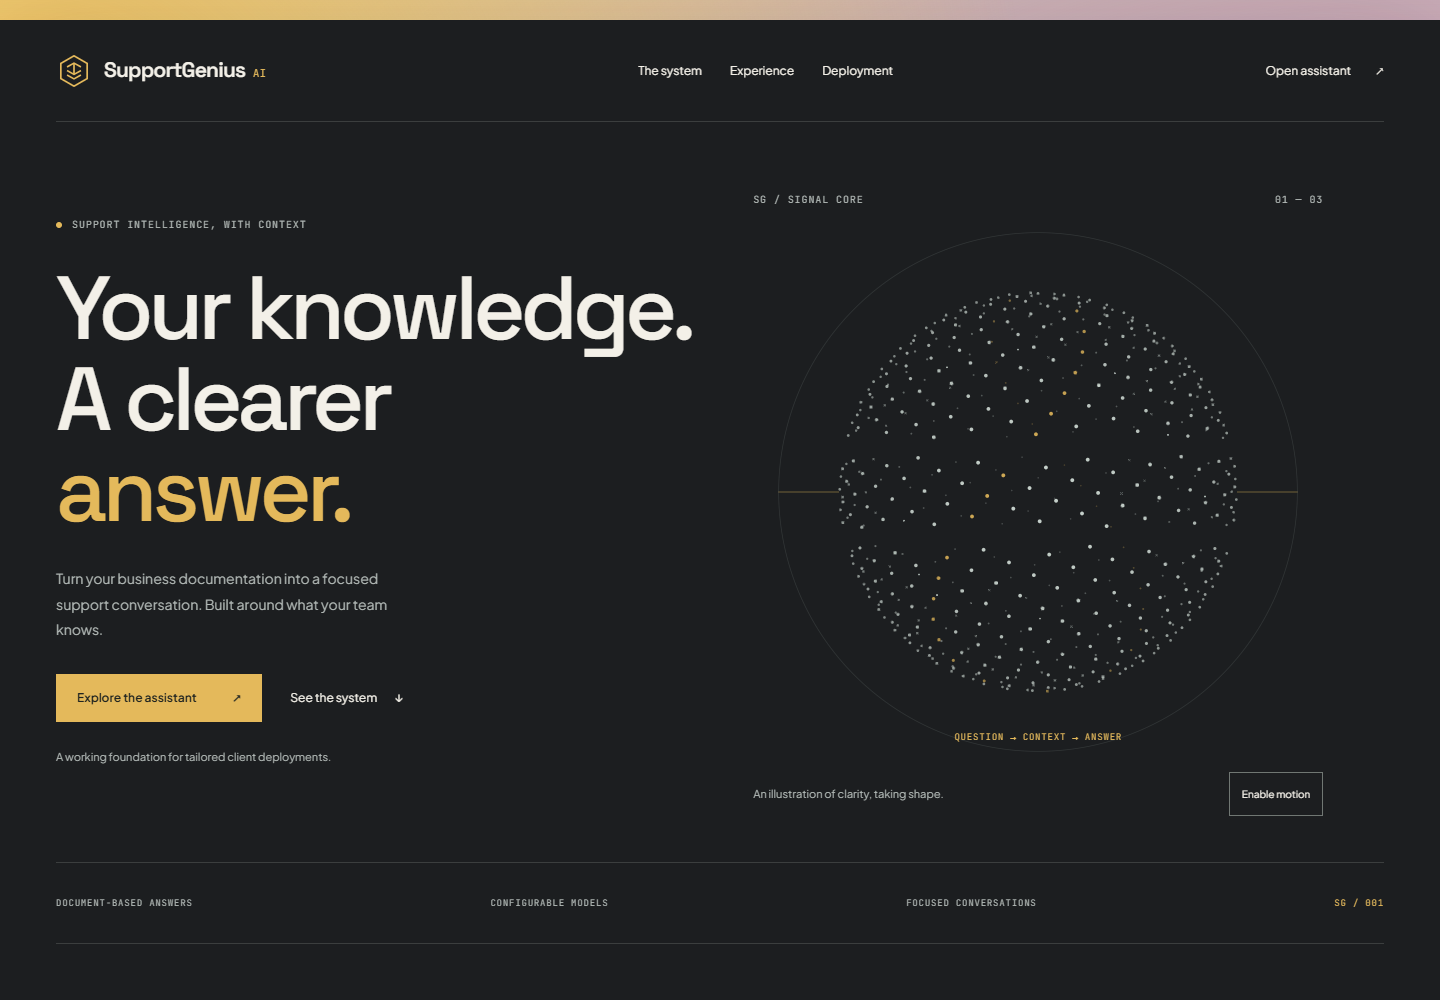 SupportGenius AI
The system
Experience
Deployment
Open assistant ↗
SG / SIGNAL CORE
01 — 03
SUPPORT INTELLIGENCE, WITH CONTEXT
Your knowledge.
A clearer
answer.
Turn your business documentation into a focused
support conversation. Built around what your team
knows.
Explore the assistant ↗
See the system ↓
A working foundation for tailored client deployments.
QUESTION → CONTEXT → ANSWER
An illustration of clarity, taking shape.
Enable motion
DOCUMENT-BASED ANSWERS
CONFIGURABLE MODELS
FOCUSED CONVERSATIONS
SG / 001